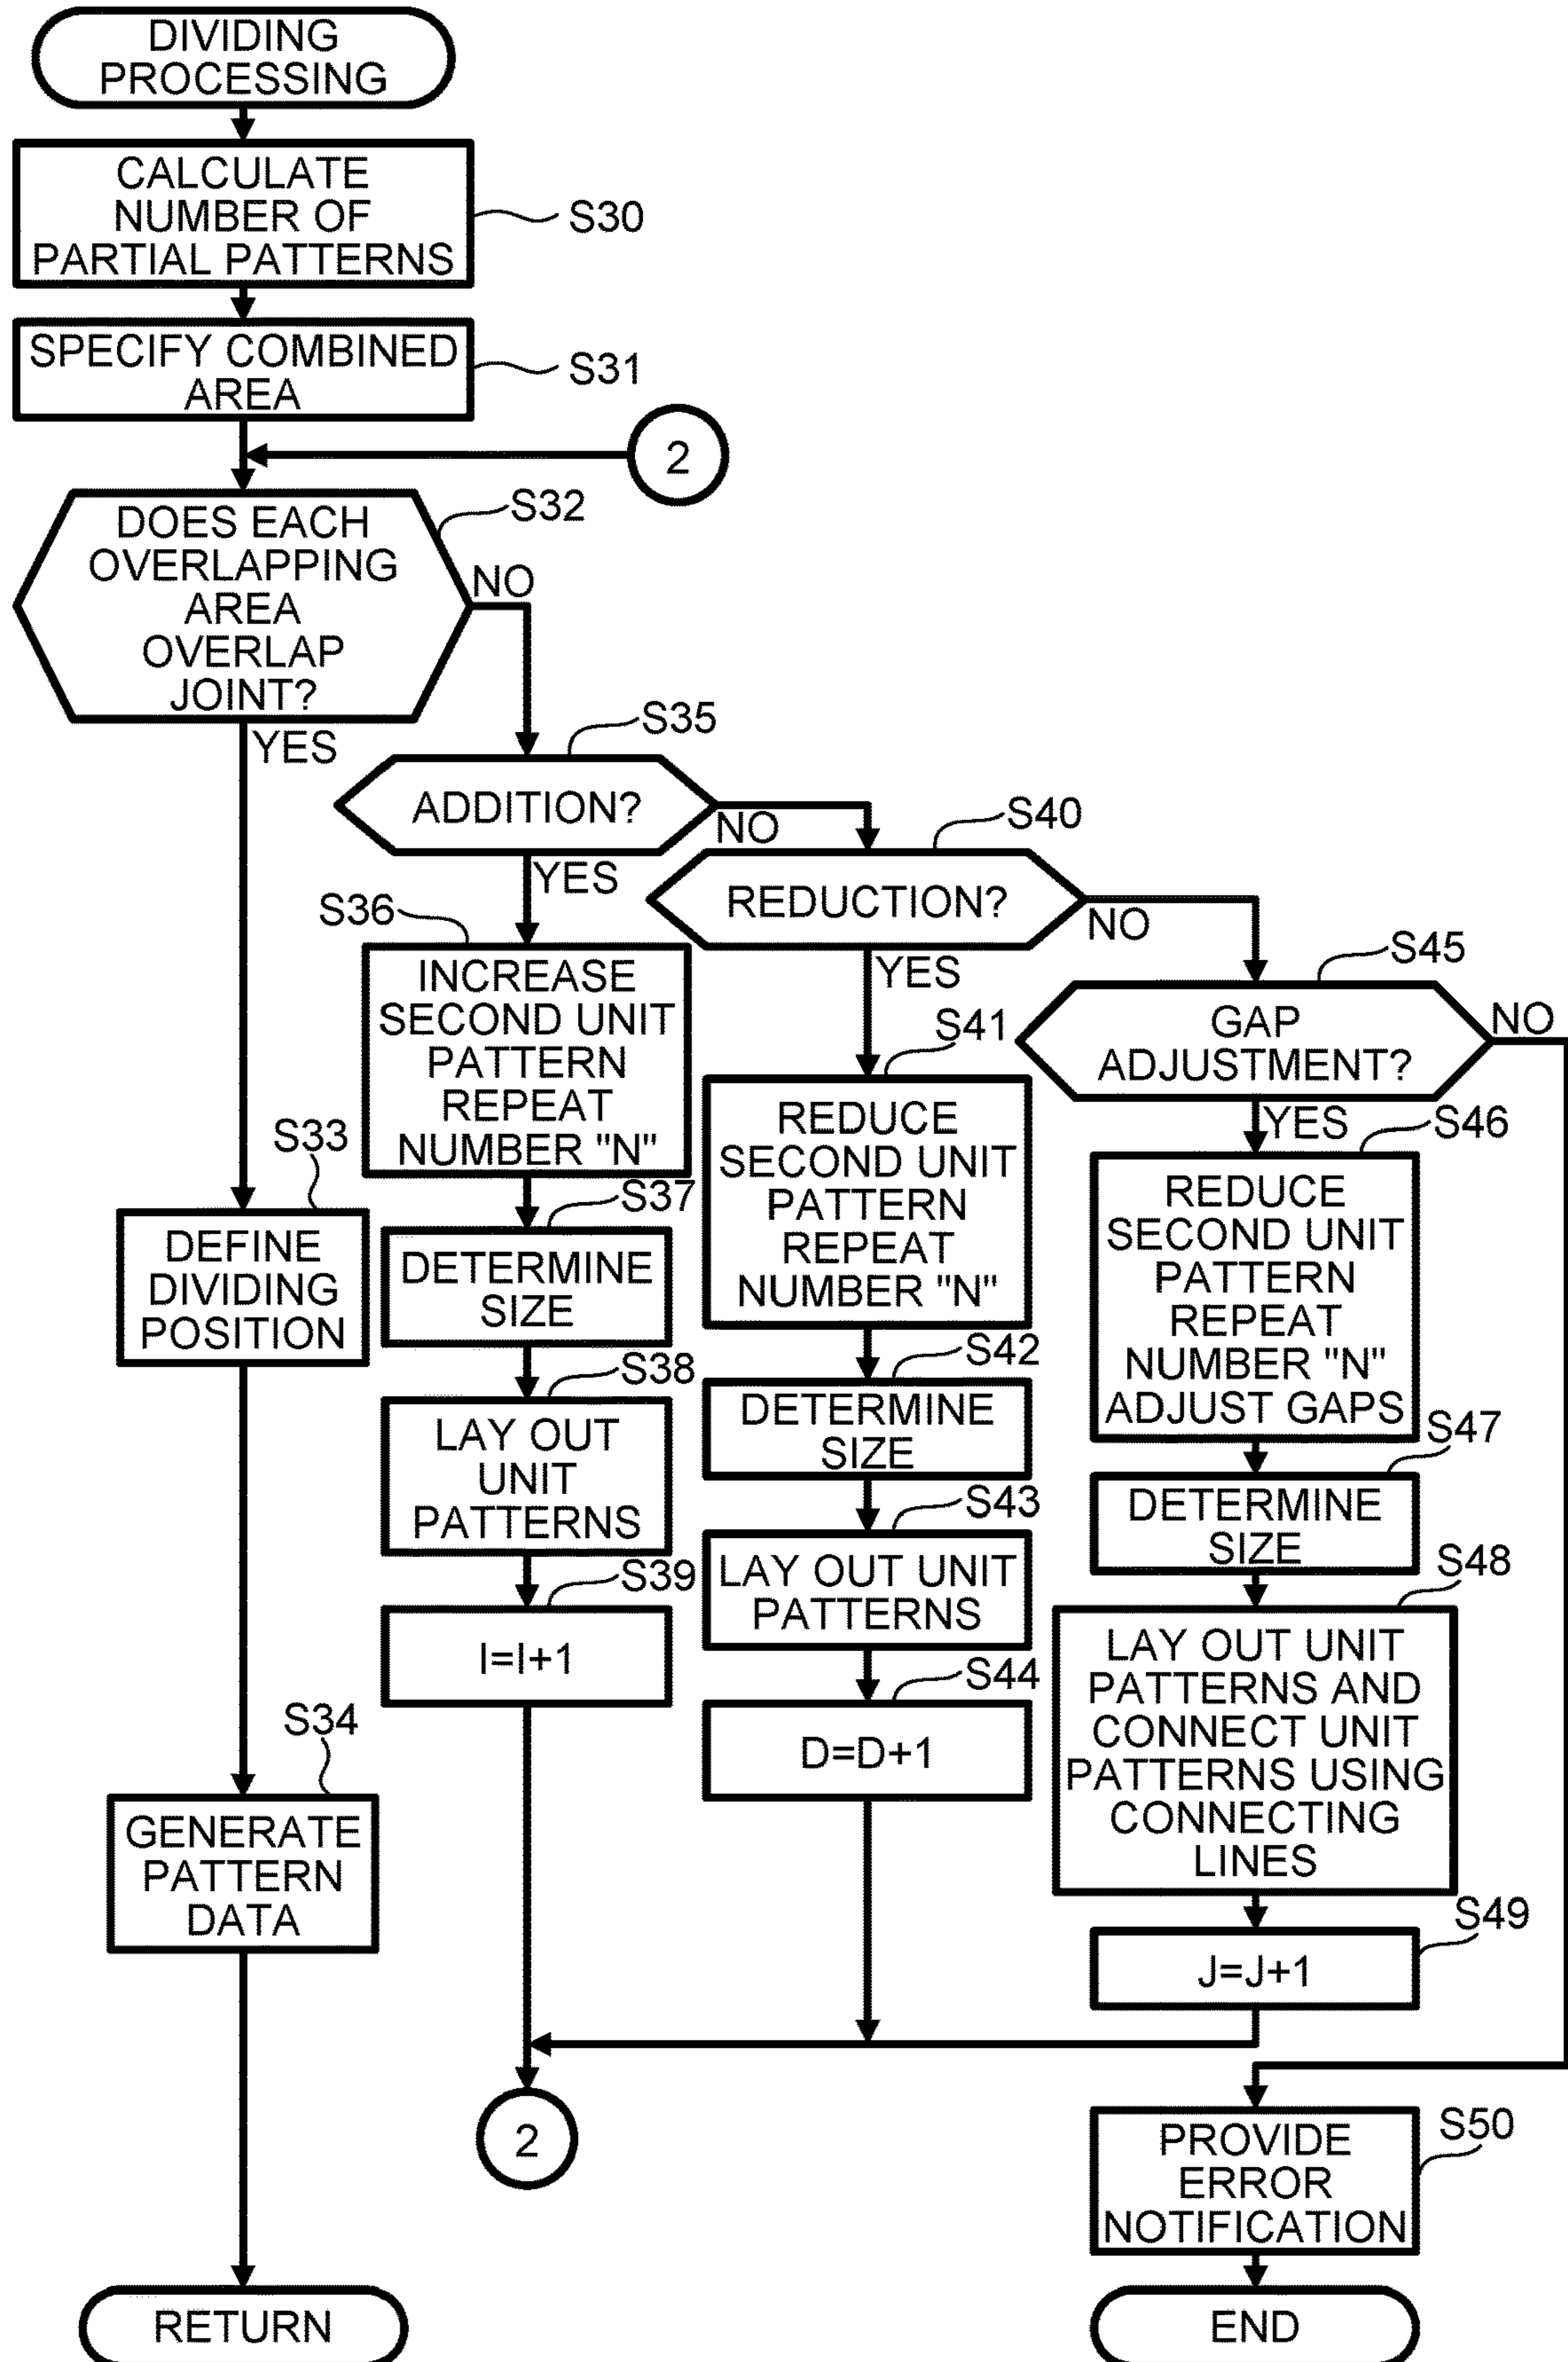 DIVIDING
PROCESSING
CALCULATE
NUMBER OF
PARTIAL PATTERNS
S30
SPECIFY COMBINED
AREA
S31
2
DOES EACH
OVERLAPPING
AREA
OVERLAP
JOINT?
S32
NO
YES
S33
DEFINE
DIVIDING
POSITION
S34
GENERATE
PATTERN
DATA
RETURN
S35
ADDITION?
NO
YES
S36
INCREASE
SECOND UNIT
PATTERN
REPEAT
NUMBER "N"
S37
DETERMINE
SIZE
S38
LAY OUT
UNIT
PATTERNS
S39
I=I+1
2
S40
REDUCTION?
NO
YES
S41
REDUCE
SECOND UNIT
PATTERN
REPEAT
NUMBER "N"
S42
DETERMINE
SIZE
S43
LAY OUT UNIT
PATTERNS
S44
D=D+1
S45
GAP
ADJUSTMENT?
NO
YES
S46
REDUCE
SECOND UNIT
PATTERN
REPEAT
NUMBER "N"
ADJUST GAPS
S47
DETERMINE
SIZE
S48
LAY OUT UNIT
PATTERNS AND
CONNECT UNIT
PATTERNS USING
CONNECTING
LINES
S49
J=J+1
S50
PROVIDE
ERROR
NOTIFICATION
END